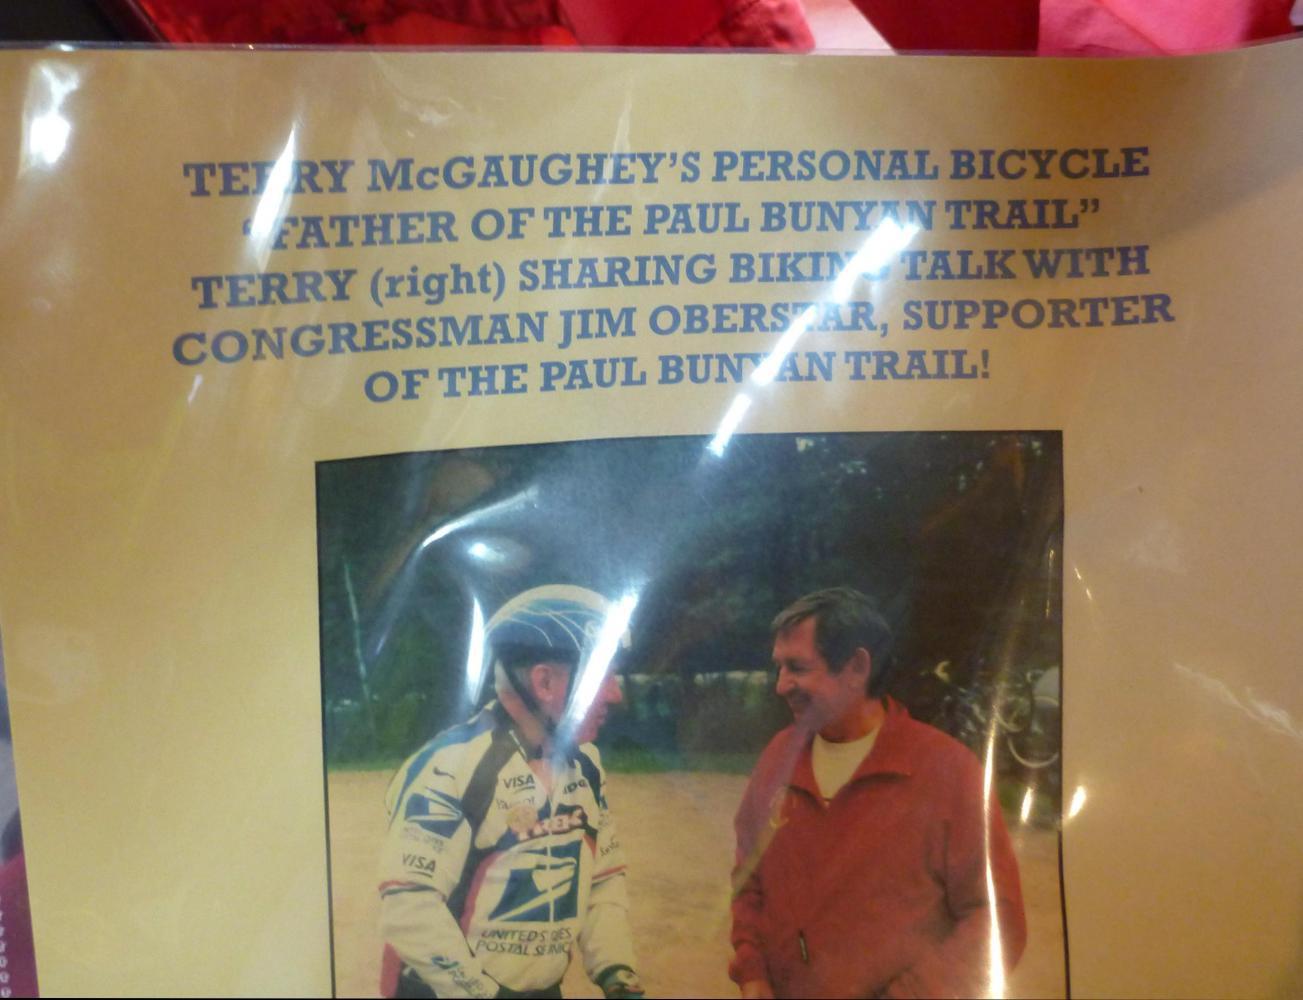 TERRY McGAUGHEY'S PERSONAL BICYCLE
"FATHER OF THE PAUL BUNYAN TRAIL"
TERRY (right) SHARING BIKING TALK WITH
CONGRESSMAN JIM OBERSTAR, SUPPORTER
OF THE PAUL BUNYAN TRAIL!
VISA
TREK
VISA
UNITED STATES
POSTAL SERVICE